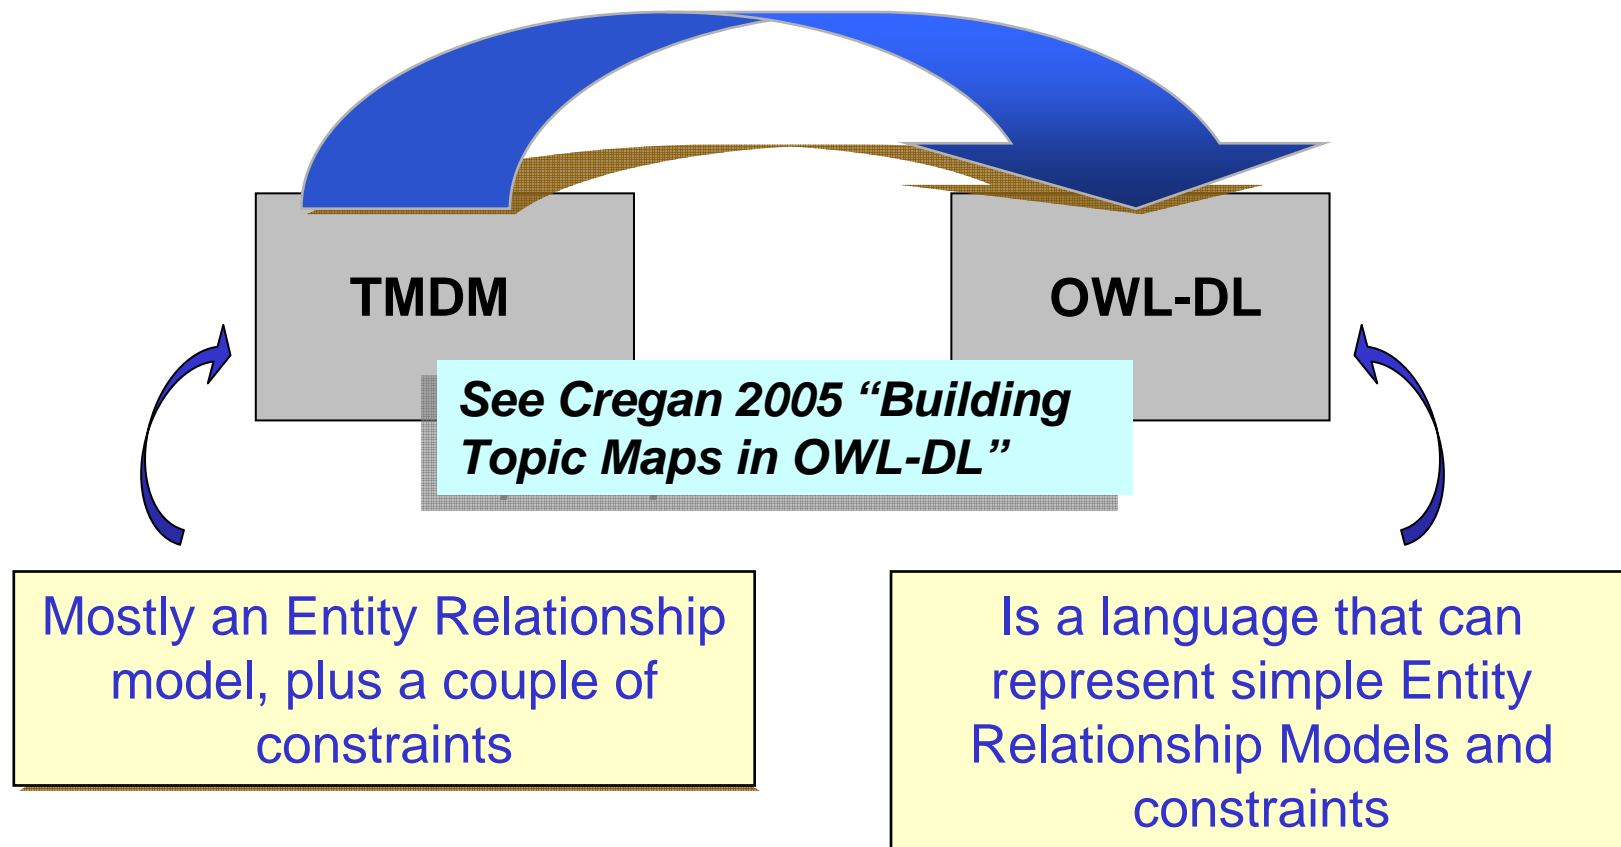 TMDM
OWL-DL
See Cregan 2005 “Building
Topic Maps in OWL-DL”
Mostly an Entity Relationship
model, plus a couple of
constraints
Is a language that can
represent simple Entity
Relationship Models and
constraints